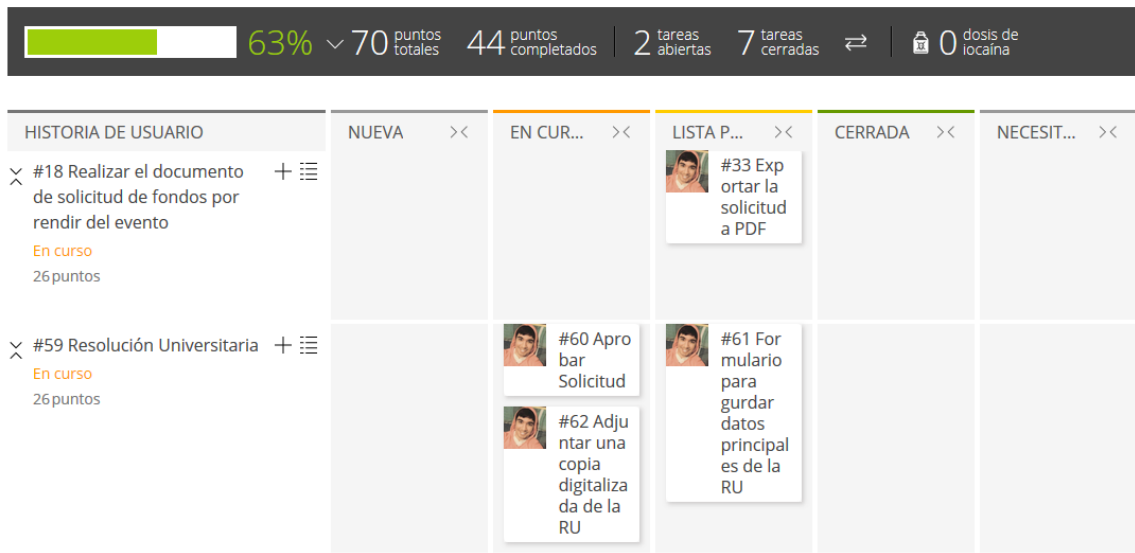 63% 70 puntos totales 44 puntos completados 2 tareas abiertas 7 tareas cerradas 0 dosis de iocaína
HISTORIA DE USUARIO NUEVA EN CUR... LISTA P... CERRADA NECESIT...
#18 Realizar el documento
de solicitud de fondos por
rendir del evento
En curso
26 puntos
#33 Exp
ortar la
solicitud
a PDF
#59 Resolución Universitaria
En curso
26 puntos
#60 Apro
bar
Solicitud
#62 Adju
ntar una
copia
digitaliza
da de la
RU
#61 For
mulario
para
gurdar
datos
principal
es de la
RU